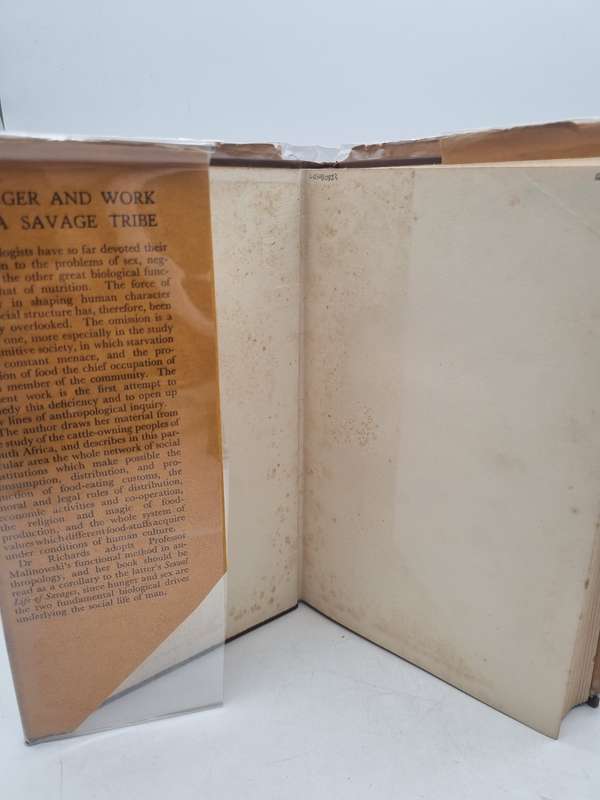 GER AND WORK
A SAVAGE TRIBE
logists have so far devoted their
n to the problems of sex, neg-
the other great biological func-
hat of nutrition. The force of
r in shaping human character
cial structure has, therefore, been
y overlooked. The omission is a
one, more especially in the study
mitive society, in which starvation
constant menace, and the pro-
ion of food the chief occupation of
member of the community. The
ent work is the first attempt to
edy this deficiency and to open up
lines of anthropological inquiry.
The author draws her material from
e study of the cattle-owning peoples of
uth Africa, and describes in this par-
cular area the whole network of social
nstitutions which make possible the
onsumption, distribution, and pro-
uction of food-eating customs, the
moral and legal rules of distribution,
economic activities and co-operation,
the religion and magic of food-
production, and the whole system of
values which different food-stuffs acquire
under conditions of human culture.
Dr Richards adopts Professor
Malinowski's functional method in an-
thropology, and her book should be
read as a corollary to the latter's Sexual
Life of Savages, since hunger and sex are
the two fundamental biological drives
underlying the social life of man.